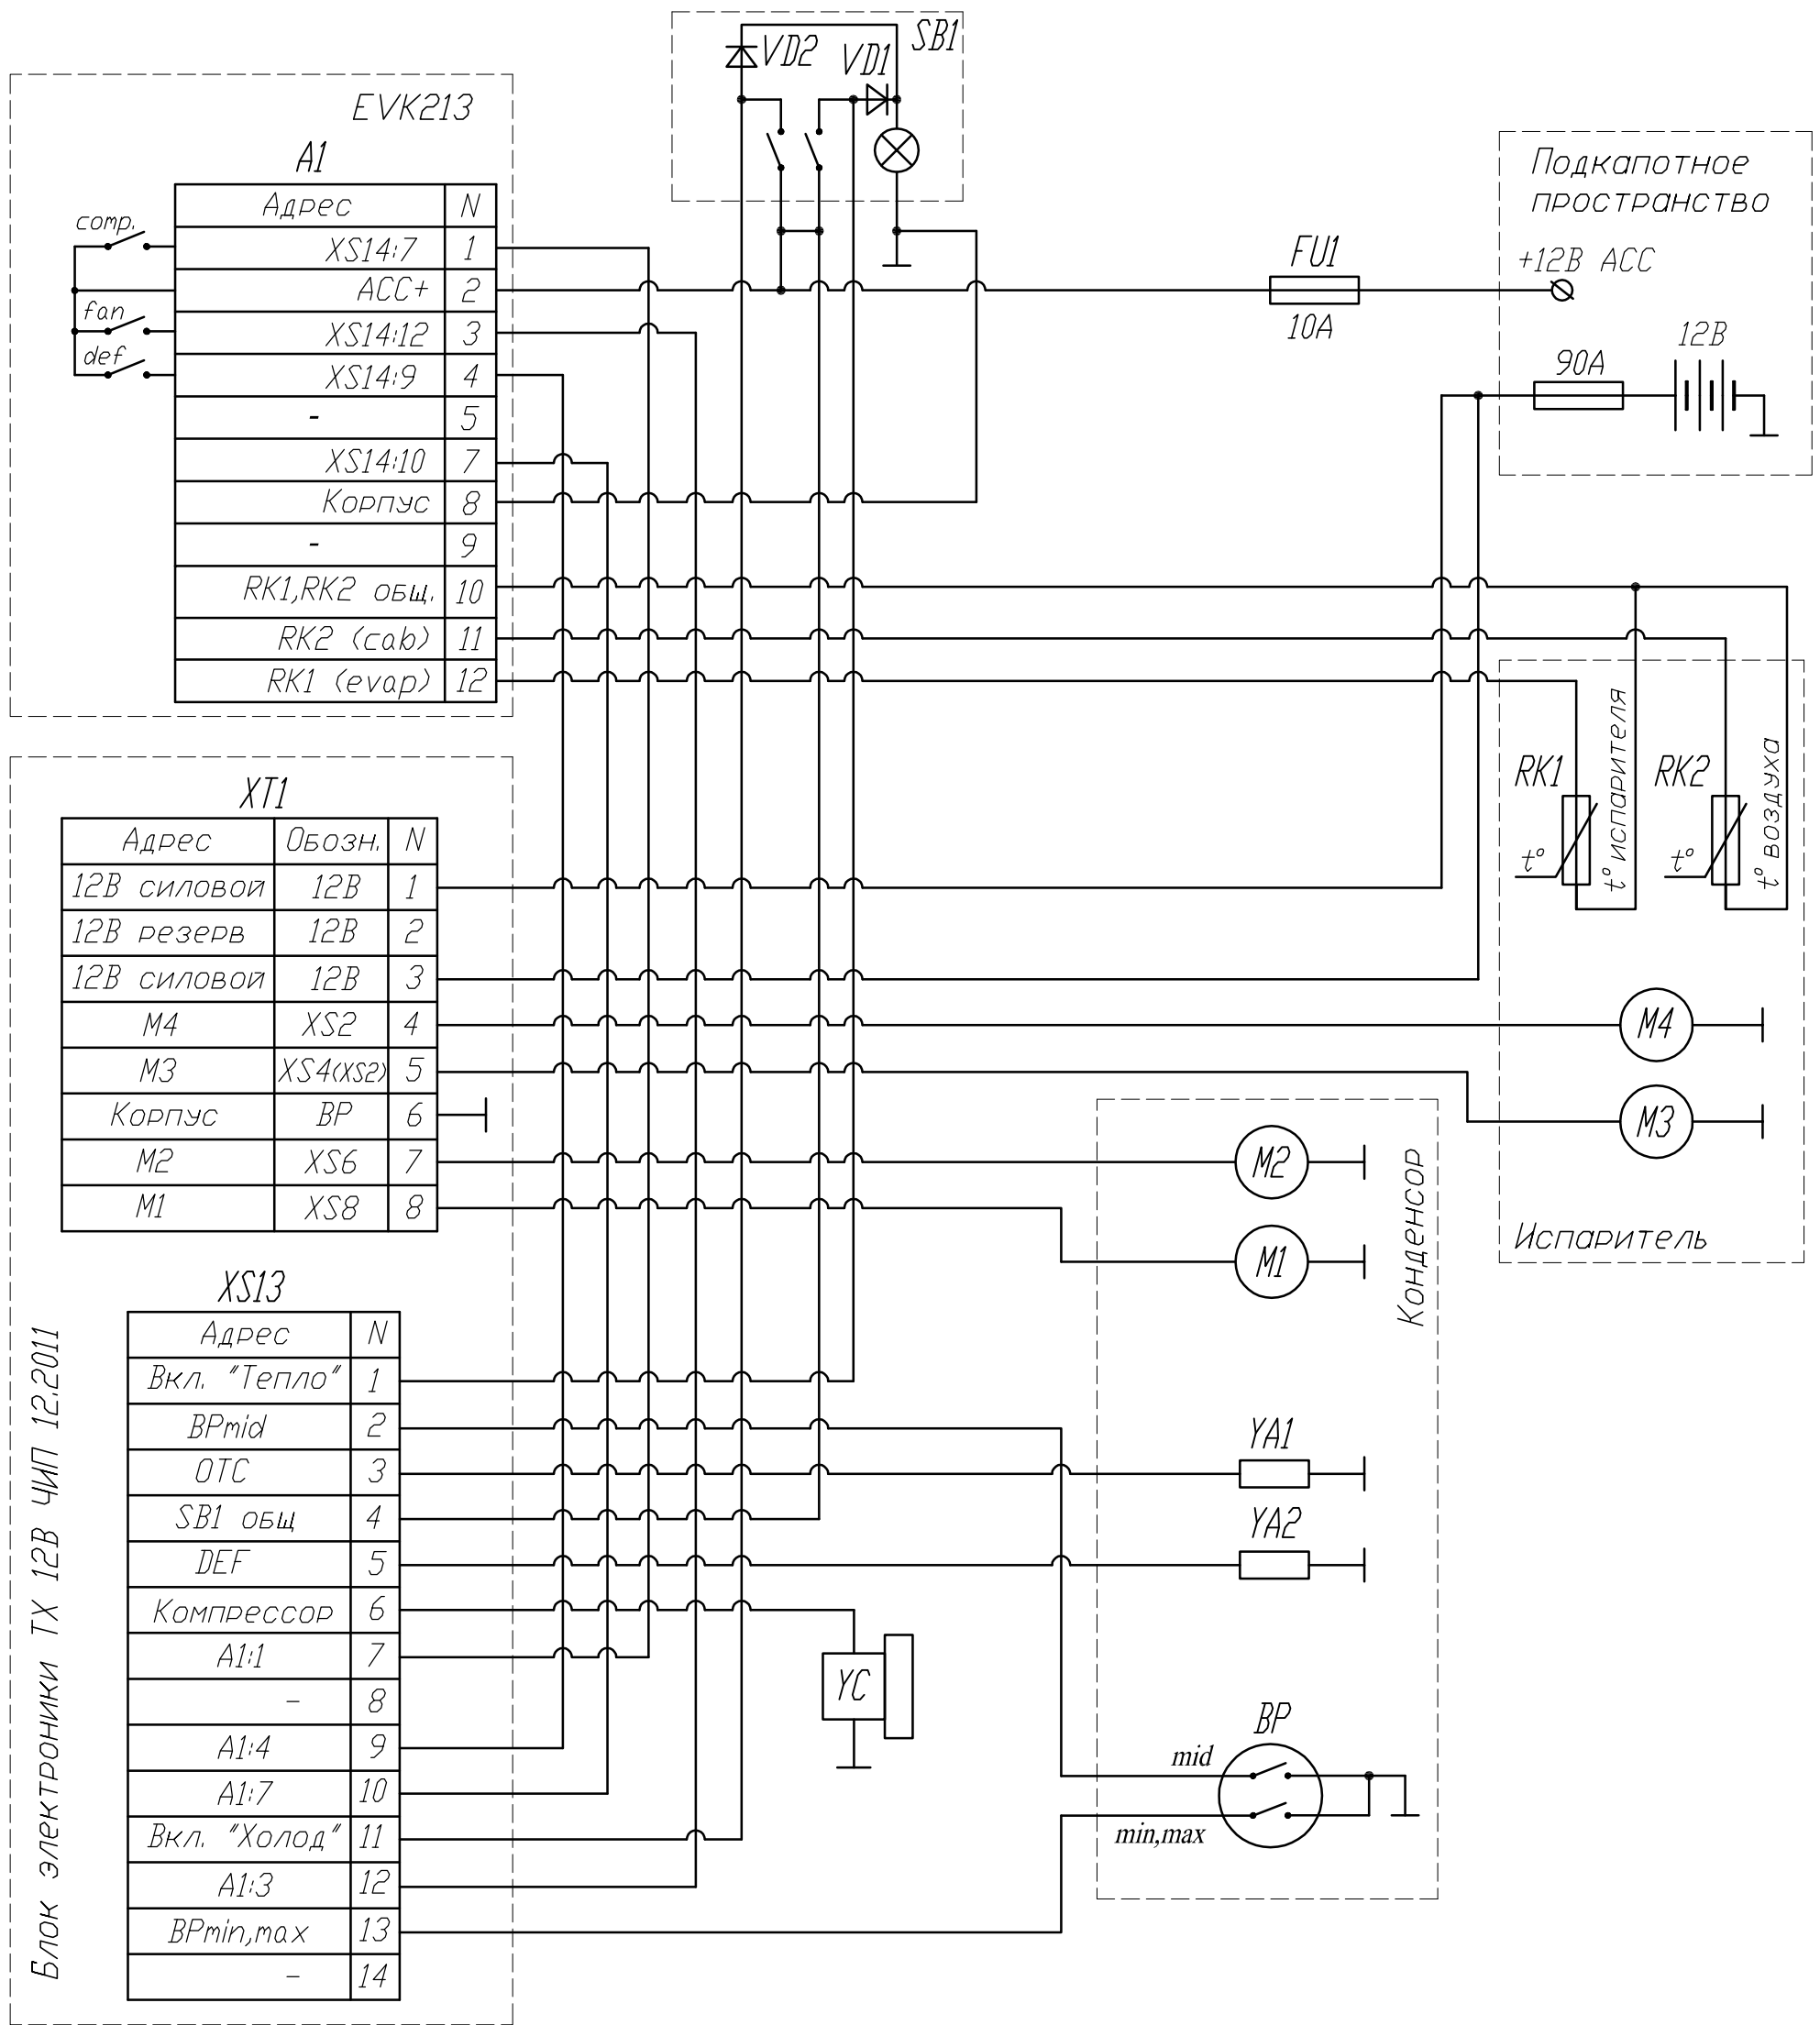 VD2
VD1
SB1
EVK213
A1
Адрес N
comp.
XS14:7 1
ACC+ 2
fan
XS14:12 3
def
XS14:9 4
- 5
XS14:10 7
Корпус 8
- 9
RK1,RK2 общ. 10
RK2 (cab) 11
RK1 (evap) 12
Подкапотное
пространство
+12В ACC
FU1
10А
12В
90А
RK1
t°
t° испарителя
RK2
t°
t° воздуха
M4
M3
Испаритель
XT1
Адрес Обозн. N
12В силовой 12В 1
12В резерв 12В 2
12В силовой 12В 3
M4 XS2 4
M3 XS4(XS2) 5
Корпус BP 6
M2 XS6 7
M1 XS8 8
M2
M1
Конденсор
XS13
Адрес N
Вкл. "Тепло" 1
BPmid 2
ОТС 3
SB1 общ 4
DEF 5
Компрессор 6
A1:1 7
- 8
A1:4 9
A1:7 10
Вкл. "Холод" 11
A1:3 12
BPmin,max 13
- 14
Блок электроники ТХ 12В ЧИП 12.2011
YA1
YA2
YC
BP
mid
min,max